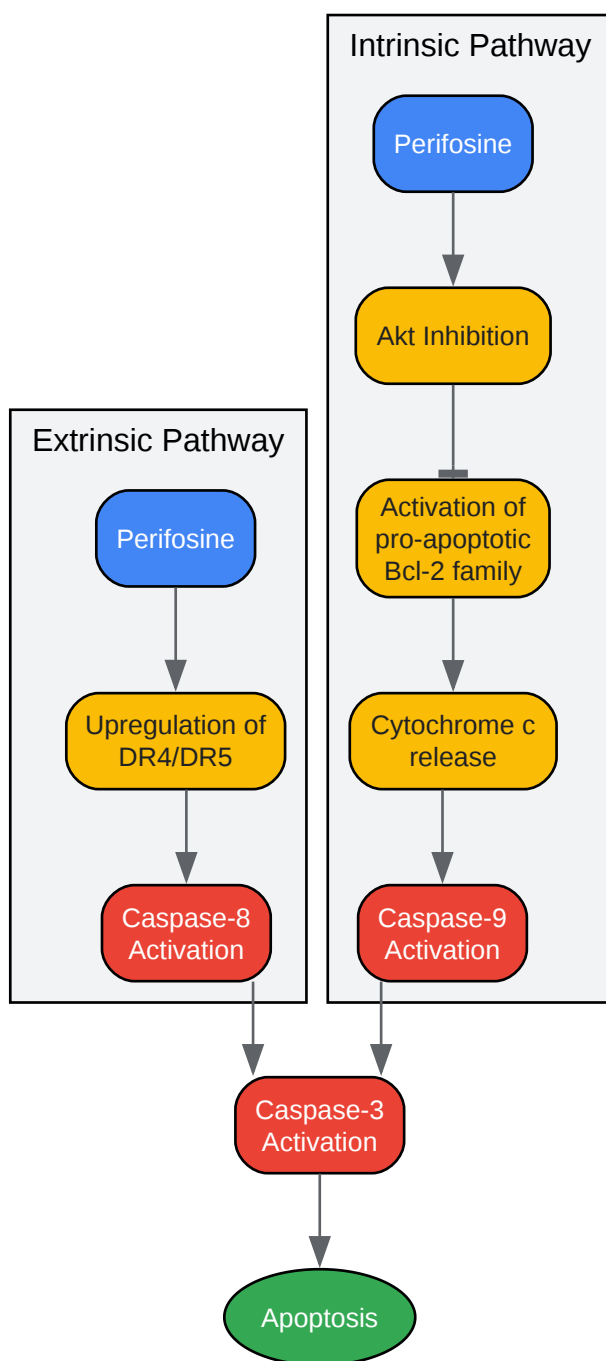 Extrinsic Pathway
Perifosine
Upregulation of
DR4/DR5
Caspase-8
Activation
Intrinsic Pathway
Perifosine
Akt Inhibition
Activation of
pro-apoptotic
Bcl-2 family
Cytochrome c
release
Caspase-9
Activation
Caspase-3
Activation
Apoptosis